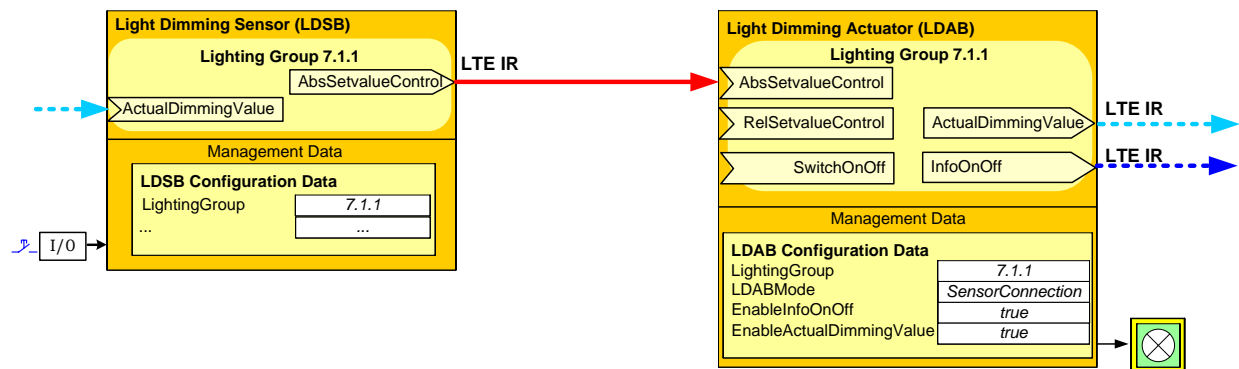 Light Dimming Sensor (LDSB)
Lighting Group 7.1.1
AbsSetvalueControl
ActualDimmingValue
Management Data
LDSB Configuration Data
LightingGroup 7.1.1
... ...
I/0
LTE IR
Light Dimming Actuator (LDAB)
Lighting Group 7.1.1
AbsSetvalueControl
RelSetvalueControl ActualDimmingValue
SwitchOnOff InfoOnOff
LTE IR
LTE IR
Management Data
LDAB Configuration Data
LightingGroup 7.1.1
LDABMode SensorConnection
EnableInfoOnOff true
EnableActualDimmingValue true